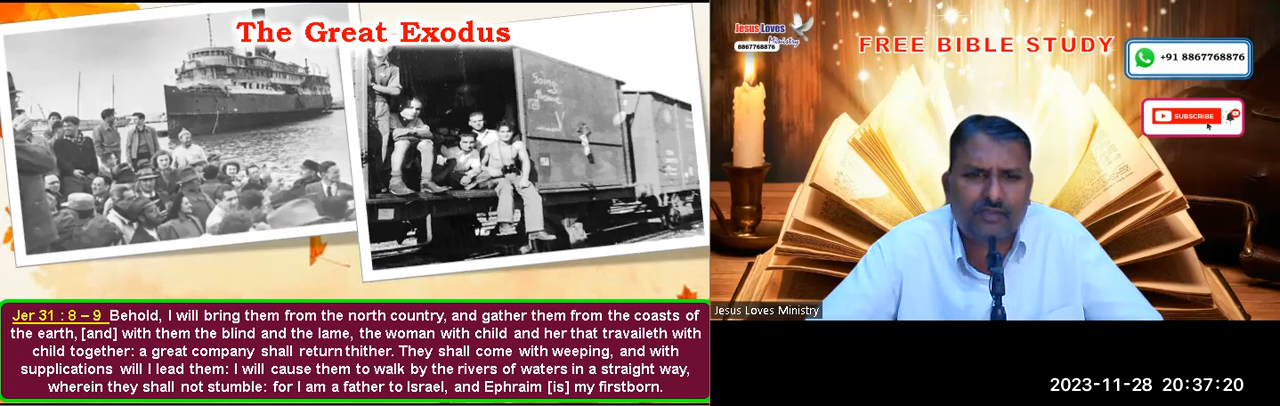 The Great Exodus
Jer 31 : 8 – 9 Behold, I will bring them from the north country, and gather them from the coasts of
the earth, [and] with them the blind and the lame, the woman with child and her that travaileth with
child together: a great company shall return thither. They shall come with weeping, and with
supplications will I lead them: I will cause them to walk by the rivers of waters in a straight way,
wherein they shall not stumble: for I am a father to Israel, and Ephraim [is] my firstborn.
Jesus Loves
Ministry
8867768876
FREE BIBLE STUDY
+91 8867768876
SUBSCRIBE
Jesus Loves Ministry
2023-11-28 20:37:20